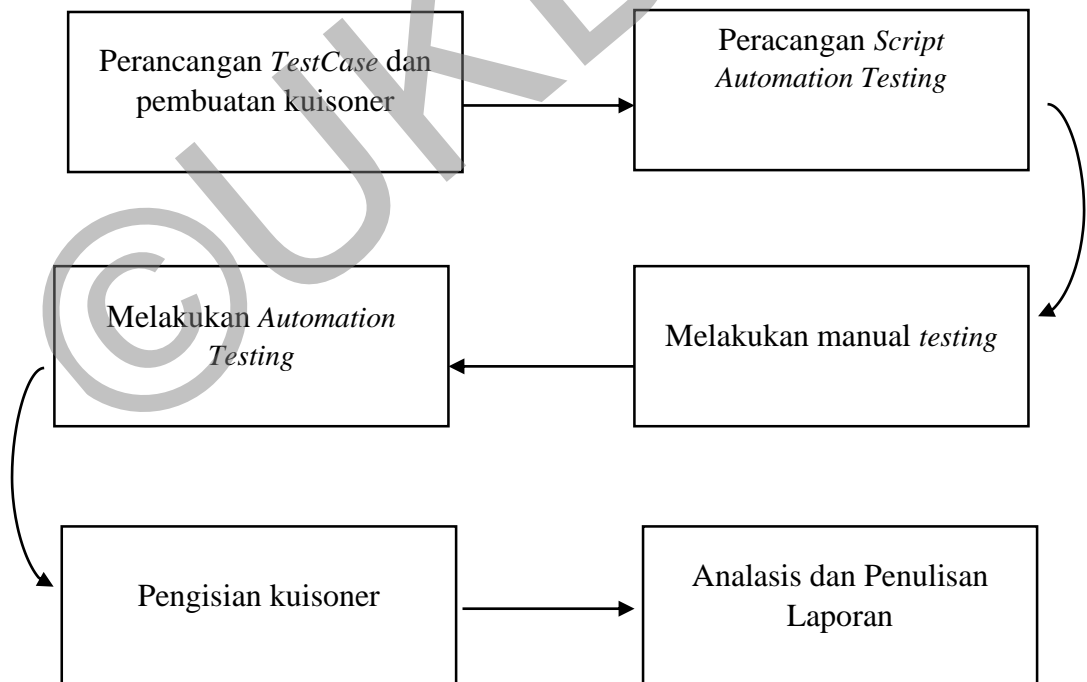 Perancangan TestCase dan
pembuatan kuisoner
Peracangan Script
Automation Testing
Melakukan manual testing
Melakukan Automation
Testing
Pengisian kuisoner
Analasis dan Penulisan
Laporan
©UK